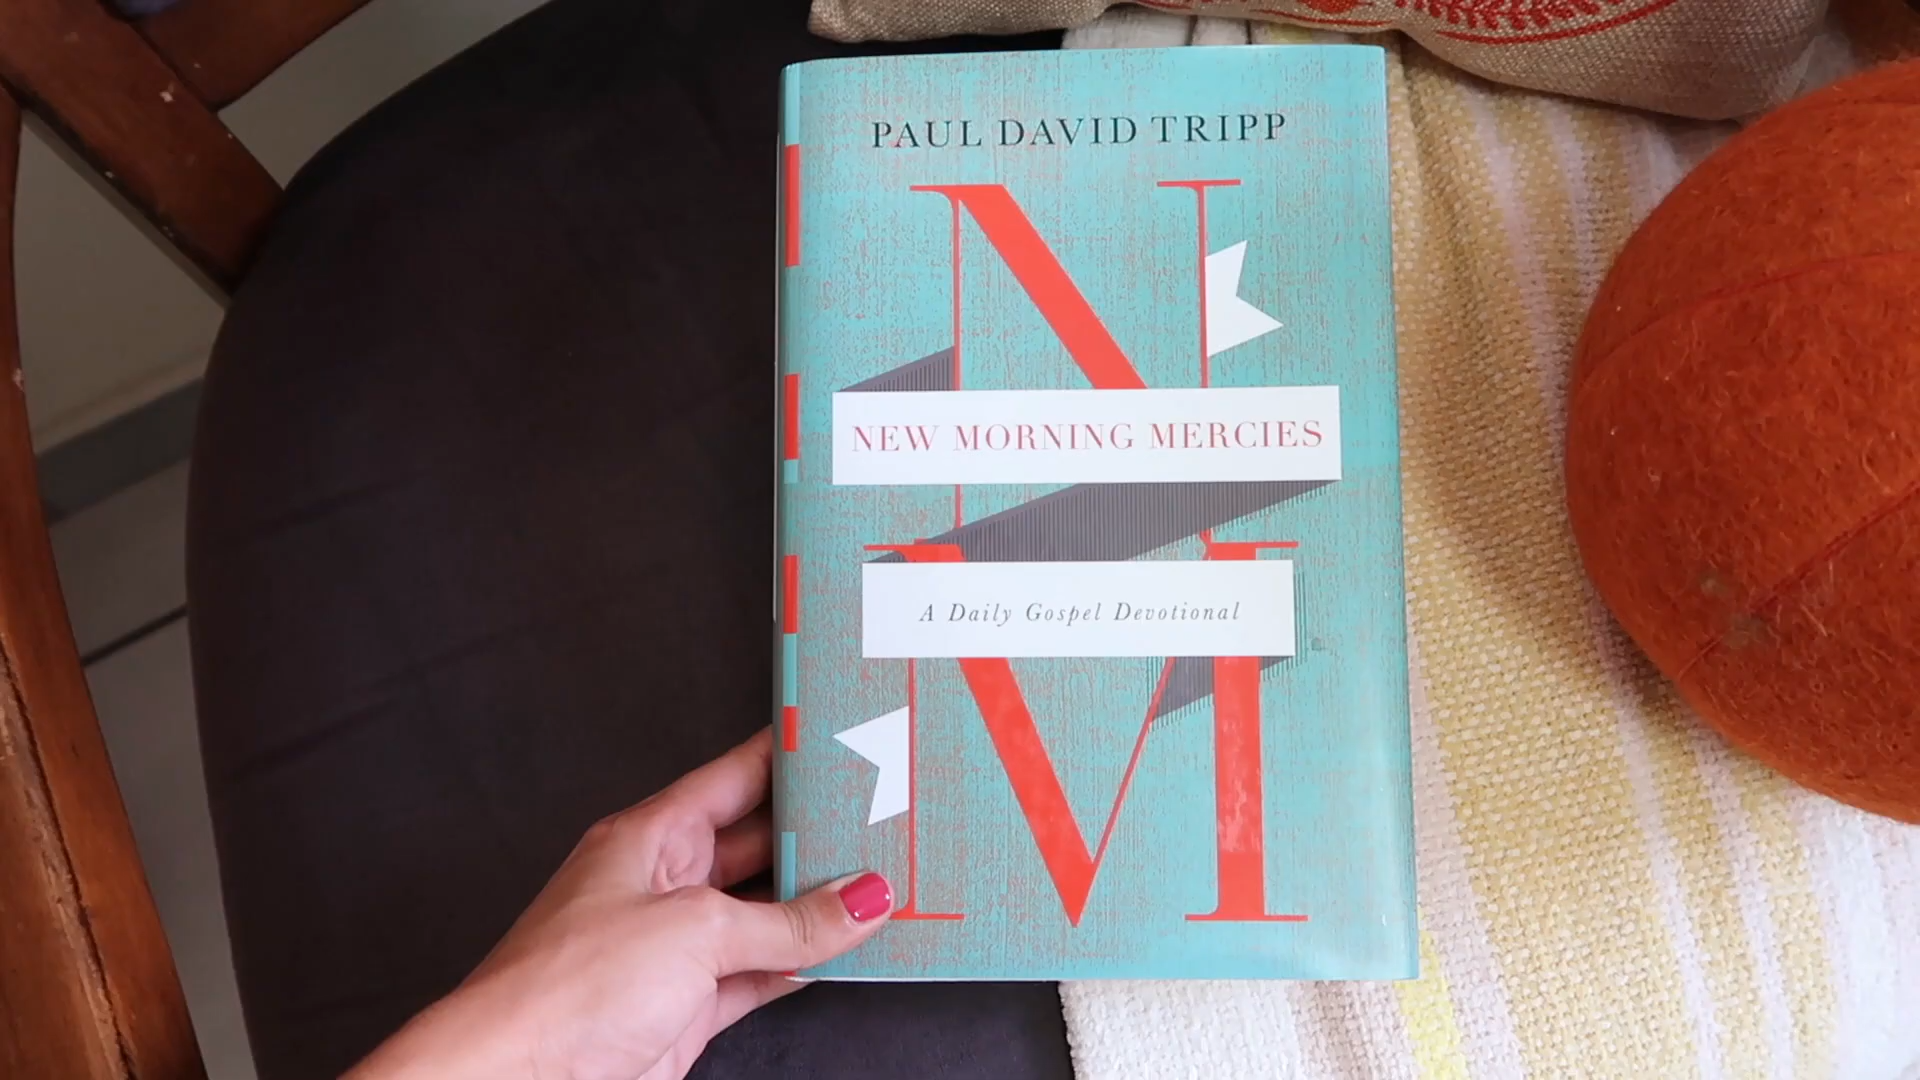 PAUL DAVID TRIPP
N
NEW MORNING MERCIES
M
A Daily Gospel Devotional